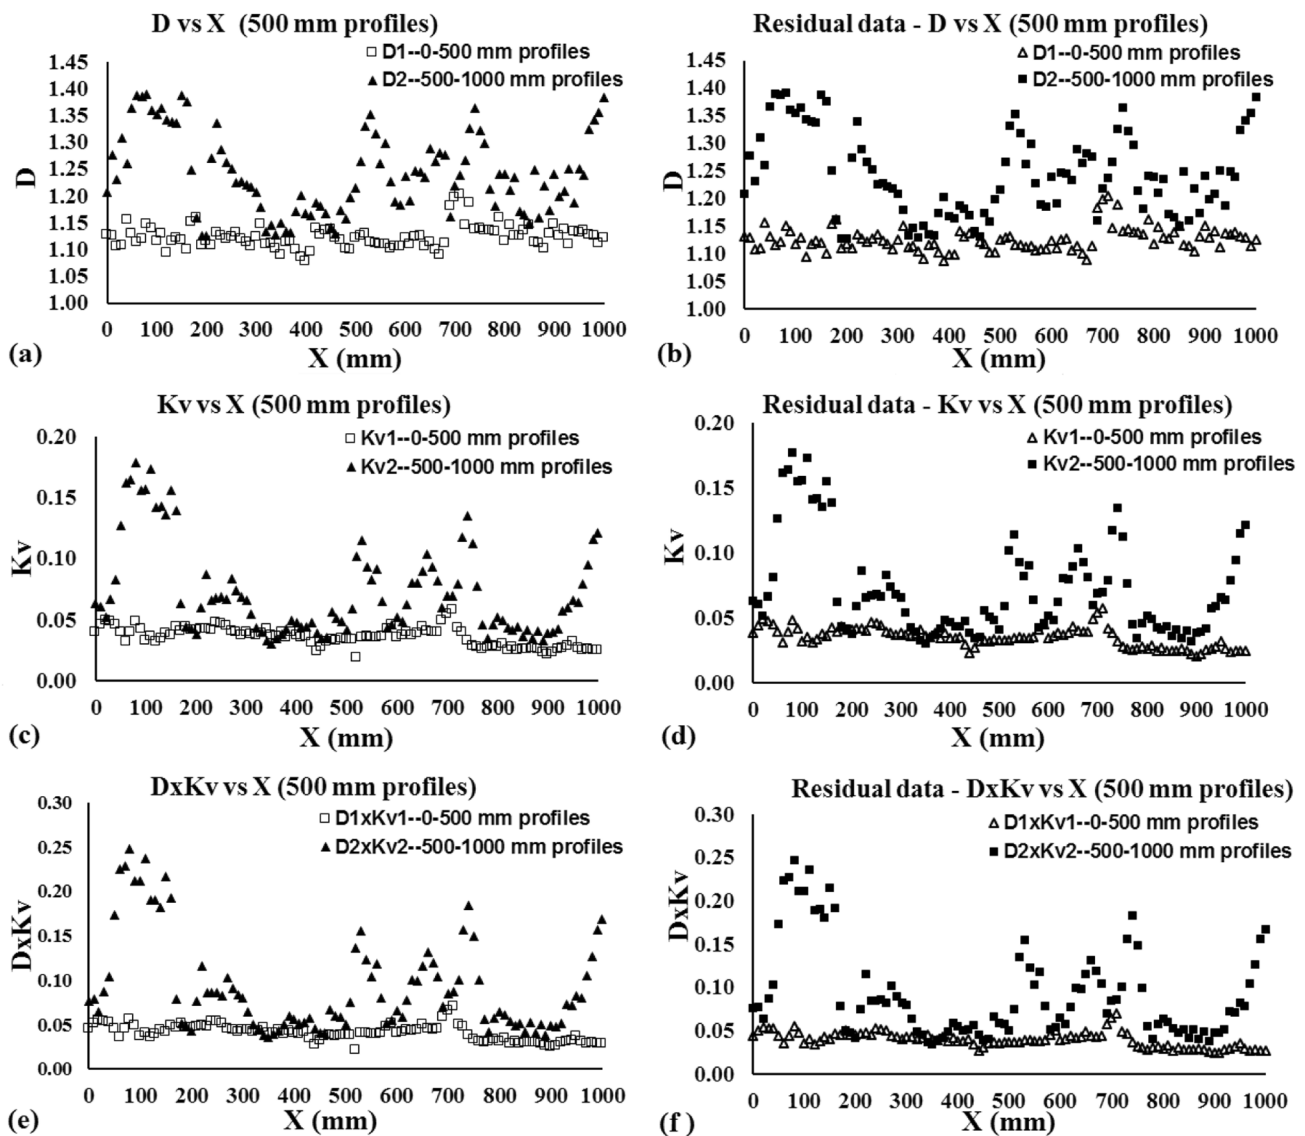 D vs X (500 mm profiles)
D1--0-500 mm profiles
D2--500-1000 mm profiles
1.45
1.40
1.35
1.30
1.25
1.20
1.15
1.10
1.05
1.00
D
0 100 200 300 400 500 600 700 800 900 1000
(a)
X (mm)
Residual data - D vs X (500 mm profiles)
D1--0-500 mm profiles
D2--500-1000 mm profiles
1.45
1.40
1.35
1.30
1.25
1.20
1.15
1.10
1.05
1.00
D
0 100 200 300 400 500 600 700 800 900 1000
(b)
X (mm)
Kv vs X (500 mm profiles)
Kv1--0-500 mm profiles
Kv2--500-1000 mm profiles
0.20
0.15
0.10
0.05
0.00
Kv
0 100 200 300 400 500 600 700 800 900 1000
(c)
X (mm)
Residual data - Kv vs X (500 mm profiles)
Kv1--0-500 mm profiles
Kv2--500-1000 mm profiles
0.20
0.15
0.10
0.05
0.00
Kv
0 100 200 300 400 500 600 700 800 900 1000
(d)
X (mm)
DxKv vs X (500 mm profiles)
D1xKv1--0-500 mm profiles
D2xKv2--500-1000 mm profiles
0.30
0.25
0.20
0.15
0.10
0.05
0.00
DxKv
0 100 200 300 400 500 600 700 800 900 1000
(e)
X (mm)
Residual data - DxKv vs X (500 mm profiles)
D1xKv1--0-500 mm profiles
D2xKv2--500-1000 mm profiles
0.30
0.25
0.20
0.15
0.10
0.05
0.00
DxKv
0 100 200 300 400 500 600 700 800 900 1000
(f)
X (mm)